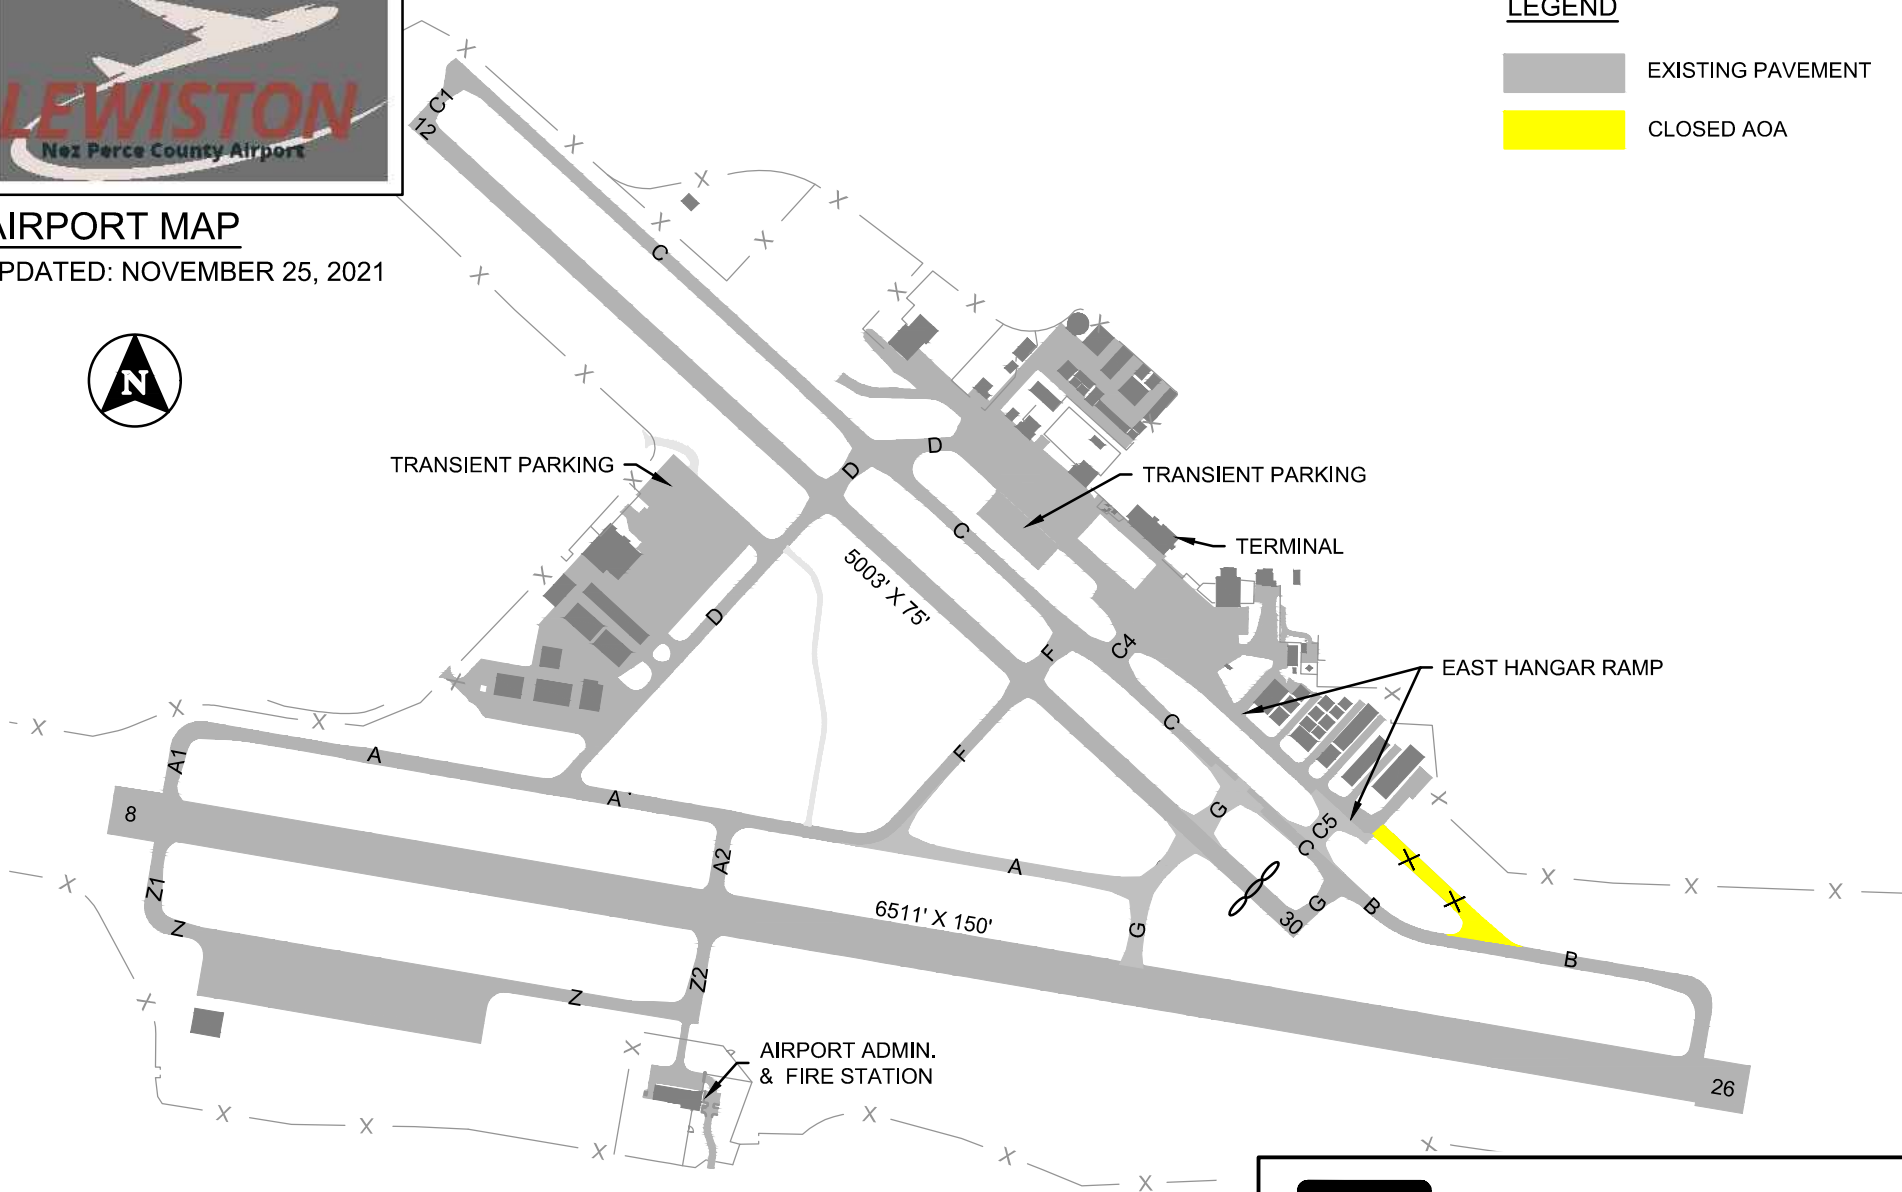 LEWISTON
Nez Perce County Airport
AIRPORT MAP
PDATED: NOVEMBER 25, 2021
N
LEGEND
EXISTING PAVEMENT
CLOSED AOA
C1
12
C
D
D
TRANSIENT PARKING
TRANSIENT PARKING
C
TERMINAL
5003' X 75'
D
F
C4
EAST HANGAR RAMP
C
F
A1
A
A
8
G
C5
C
A2
A
X
X
Z1
Z
6511' X 150'
G
30
G
B
B
Z2
Z
AIRPORT ADMIN.
& FIRE STATION
26